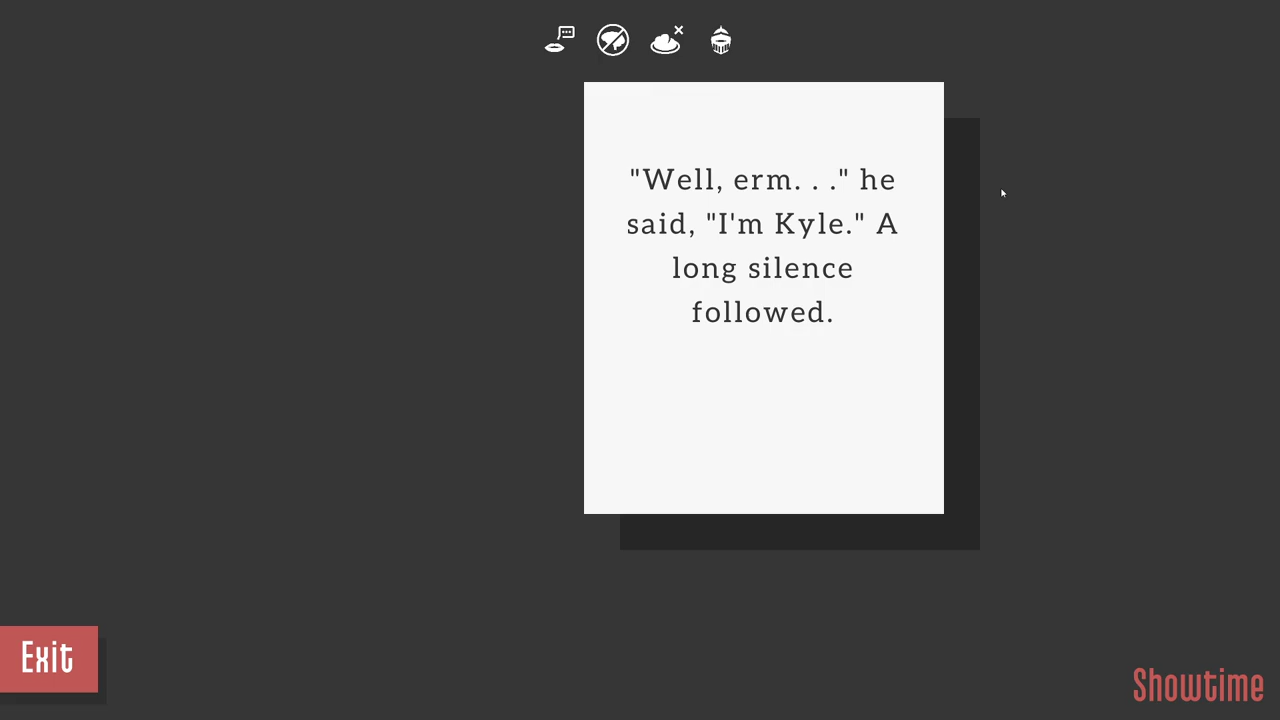 "Well, erm. . ." he
said, "I'm Kyle." A
long silence
followed.
Exit
Showtime